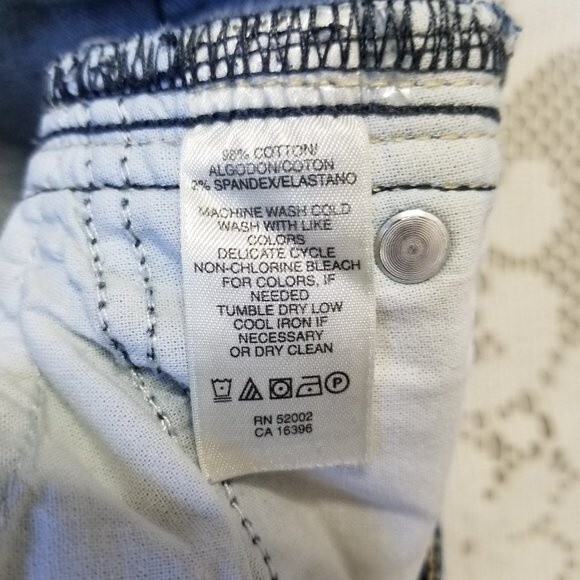 98% COTTON/
ALGODON/COTON
2% SPANDEX/ELASTANO
MACHINE WASH COLD
WASH WITH LIKE
COLORS
DELICATE CYCLE
NON-CHLORINE BLEACH
FOR COLORS, IF
NEEDED
TUMBLE DRY LOW
COOL IRON IF
NECESSARY
OR DRY CLEAN
P
RN 52002
CA 16396